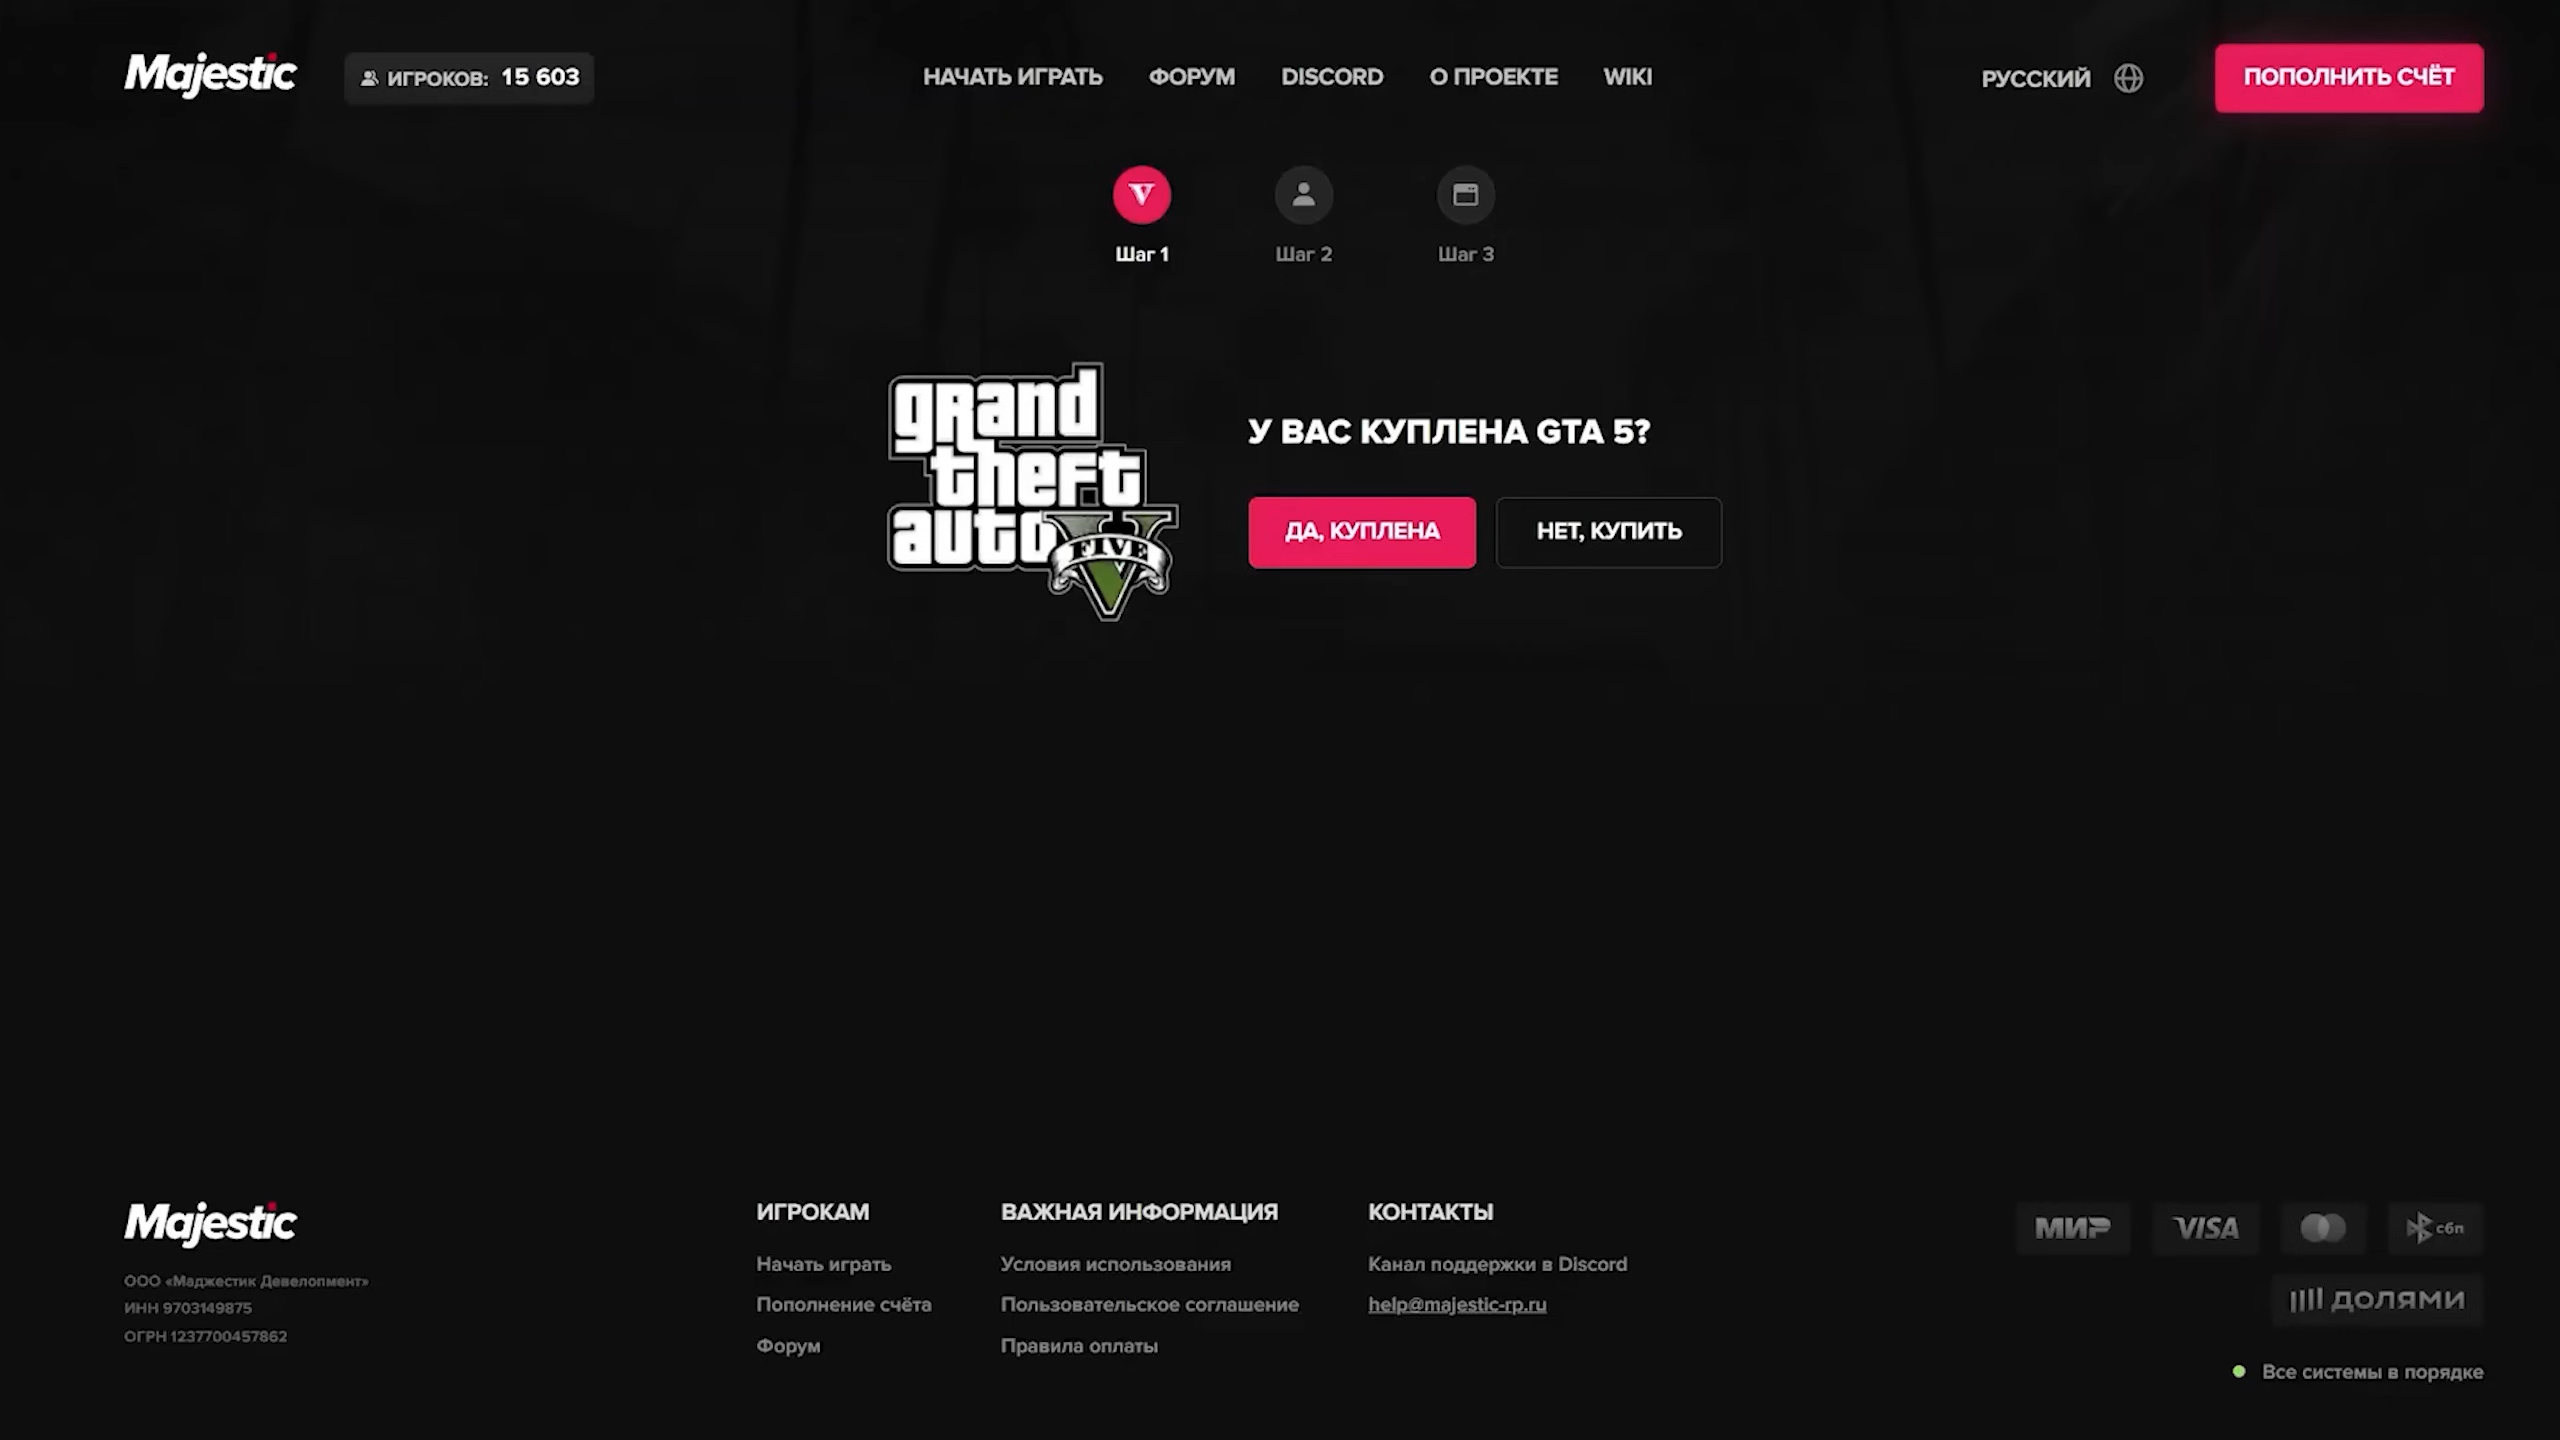 Majestic
ИГРОКОВ: 15 603
НАЧАТЬ ИГРАТЬ
ФОРУМ
DISCORD
О ПРОЕКТЕ
WIKI
РУССКИЙ
ПОПОЛНИТЬ СЧЁТ
V
Шаг 1
Шаг 2
Шаг 3
grand
theft
auto V
FIVE
У ВАС КУПЛЕНА GTA 5?
ДА, КУПЛЕНА
НЕТ, КУПИТЬ
Majestic
ООО «Маджестик Девелопмент»
ИНН 9703149875
ОГРН 1237700457862
ИГРОКАМ
Начать играть
Пополнение счёта
Форум
ВАЖНАЯ ИНФОРМАЦИЯ
Условия использования
Пользовательское соглашение
Правила оплаты
КОНТАКТЫ
Канал поддержки в Discord
help@majestic-rp.ru
МИР
VISA
сбп
ДОЛЯМИ
Все системы в порядке